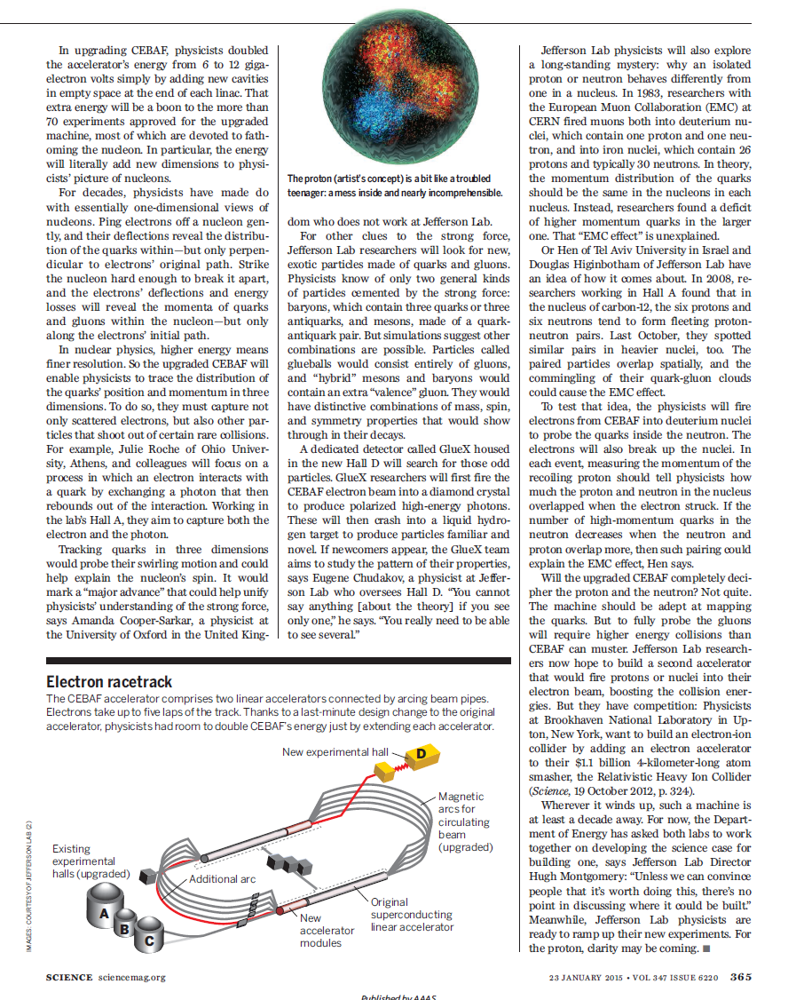 In upgrading CEBAF, physicists doubled
the accelerator's energy from 6 to 12 giga-
electron volts simply by adding new cavities
in empty space at the end of each linac. That
extra energy will be a boon to the more than
70 experiments approved for the upgraded
machine, most of which are devoted to fath-
oming the nucleon. In particular, the energy
will literally add new dimensions to physi-
cists' picture of nucleons.
For decades, physicists have made do
with essentially one-dimensional views of
nucleons. Ping electrons off a nucleon gen-
tly, and their deflections reveal the distribu-
tion of the quarks within—but only perpen-
dicular to electrons' original path. Strike
the nucleon hard enough to break it apart,
and the electrons' deflections and energy
losses will reveal the momenta of quarks
and gluons within the nucleon—but only
along the electrons' initial path.
In nuclear physics, higher energy means
finer resolution. So the upgraded CEBAF will
enable physicists to trace the distribution of
the quarks' position and momentum in three
dimensions. To do so, they must capture not
only scattered electrons, but also other par-
ticles that shoot out of certain rare collisions.
For example, Julie Roche of Ohio Univer-
sity, Athens, and colleagues will focus on a
process in which an electron interacts with
a quark by exchanging a photon that then
rebounds out of the interaction. Working in
the lab's Hall A, they aim to capture both the
electron and the photon.
Tracking quarks in three dimensions
would probe their swirling motion and could
help explain the nucleon's spin. It would
mark a “major advance” that could help unify
physicists' understanding of the strong force,
says Amanda Cooper-Sarkar, a physicist at
the University of Oxford in the United King-
The proton (artist's concept) is a bit like a troubled
teenager: a mess inside and nearly incomprehensible.
dom who does not work at Jefferson Lab.
For other clues to the strong force,
Jefferson Lab researchers will look for new,
exotic particles made of quarks and gluons.
Physicists know of only two general kinds
of particles cemented by the strong force:
baryons, which contain three quarks or three
antiquarks, and mesons, made of a quark-
antiquark pair. But simulations suggest other
combinations are possible. Particles called
glueballs would consist entirely of gluons,
and “hybrid” mesons and baryons would
contain an extra “valence” gluon. They would
have distinctive combinations of mass, spin,
and symmetry properties that would show
through in their decays.
A dedicated detector called GlueX housed
in the new Hall D will search for those odd
particles. GlueX researchers will first fire the
CEBAF electron beam into a diamond crystal
to produce polarized high-energy photons.
These will then crash into a liquid hydro-
gen target to produce particles familiar and
novel. If newcomers appear, the GlueX team
aims to study the pattern of their properties,
says Eugene Chudakov, a physicist at Jeffer-
son Lab who oversees Hall D. “You cannot
say anything [about the theory] if you see
only one,” he says. “You really need to be able
to see several.”
Jefferson Lab physicists will also explore
a long-standing mystery: why an isolated
proton or neutron behaves differently from
one in a nucleus. In 1983, researchers with
the European Muon Collaboration (EMC) at
CERN fired muons both into deuterium nu-
clei, which contain one proton and one neu-
tron, and into iron nuclei, which contain 26
protons and typically 30 neutrons. In theory,
the momentum distribution of the quarks
should be the same in the nucleons in each
nucleus. Instead, researchers found a deficit
of higher momentum quarks in the larger
one. That “EMC effect” is unexplained.
Or Hen of Tel Aviv University in Israel and
Douglas Higinbotham of Jefferson Lab have
an idea of how it comes about. In 2008, re-
searchers working in Hall A found that in
the nucleus of carbon-12, the six protons and
six neutrons tend to form fleeting proton-
neutron pairs. Last October, they spotted
similar pairs in heavier nuclei, too. The
paired particles overlap spatially, and the
commingling of their quark-gluon clouds
could cause the EMC effect.
To test that idea, the physicists will fire
electrons from CEBAF into deuterium nuclei
to probe the quarks inside the neutron. The
electrons will also break up the nuclei. In
each event, measuring the momentum of the
recoiling proton should tell physicists how
much the proton and neutron in the nucleus
overlapped when the electron struck. If the
number of high-momentum quarks in the
neutron decreases when the neutron and
proton overlap more, then such pairing could
explain the EMC effect, Hen says.
Will the upgraded CEBAF completely deci-
pher the proton and the neutron? Not quite.
The machine should be adept at mapping
the quarks. But to fully probe the gluons
will require higher energy collisions than
CEBAF can muster. Jefferson Lab research-
ers now hope to build a second accelerator
that would fire protons or nuclei into their
electron beam, boosting the collision ener-
gies. But they have competition: Physicists
at Brookhaven National Laboratory in Up-
ton, New York, want to build an electron-ion
collider by adding an electron accelerator
to their $1.1 billion 4-kilometer-long atom
smasher, the Relativistic Heavy Ion Collider
(Science, 19 October 2012, p. 324).
Wherever it winds up, such a machine is
at least a decade away. For now, the Depart-
ment of Energy has asked both labs to work
together on developing the science case for
building one, says Jefferson Lab Director
Hugh Montgomery: “Unless we can convince
people that it's worth doing this, there's no
point in discussing where it could be built.”
Meanwhile, Jefferson Lab physicists are
ready to ramp up their new experiments. For
the proton, clarity may be coming. ■
Electron racetrack
The CEBAF accelerator comprises two linear accelerators connected by arcing beam pipes.
Electrons take up to five laps of the track. Thanks to a last-minute design change to the original
accelerator, physicists had room to double CEBAF's energy just by extending each accelerator.
New experimental hall
D
Magnetic
arcs for
circulating
beam
(upgraded)
Existing
experimental
halls (upgraded)
Additional arc
A
B
C
New
accelerator
modules
Original
superconducting
linear accelerator
IMAGES: COURTESY OF JEFFERSON LAB (2)
SCIENCE sciencemag.org
23 JANUARY 2015 • VOL 347 ISSUE 6220 365
Published by AAAS